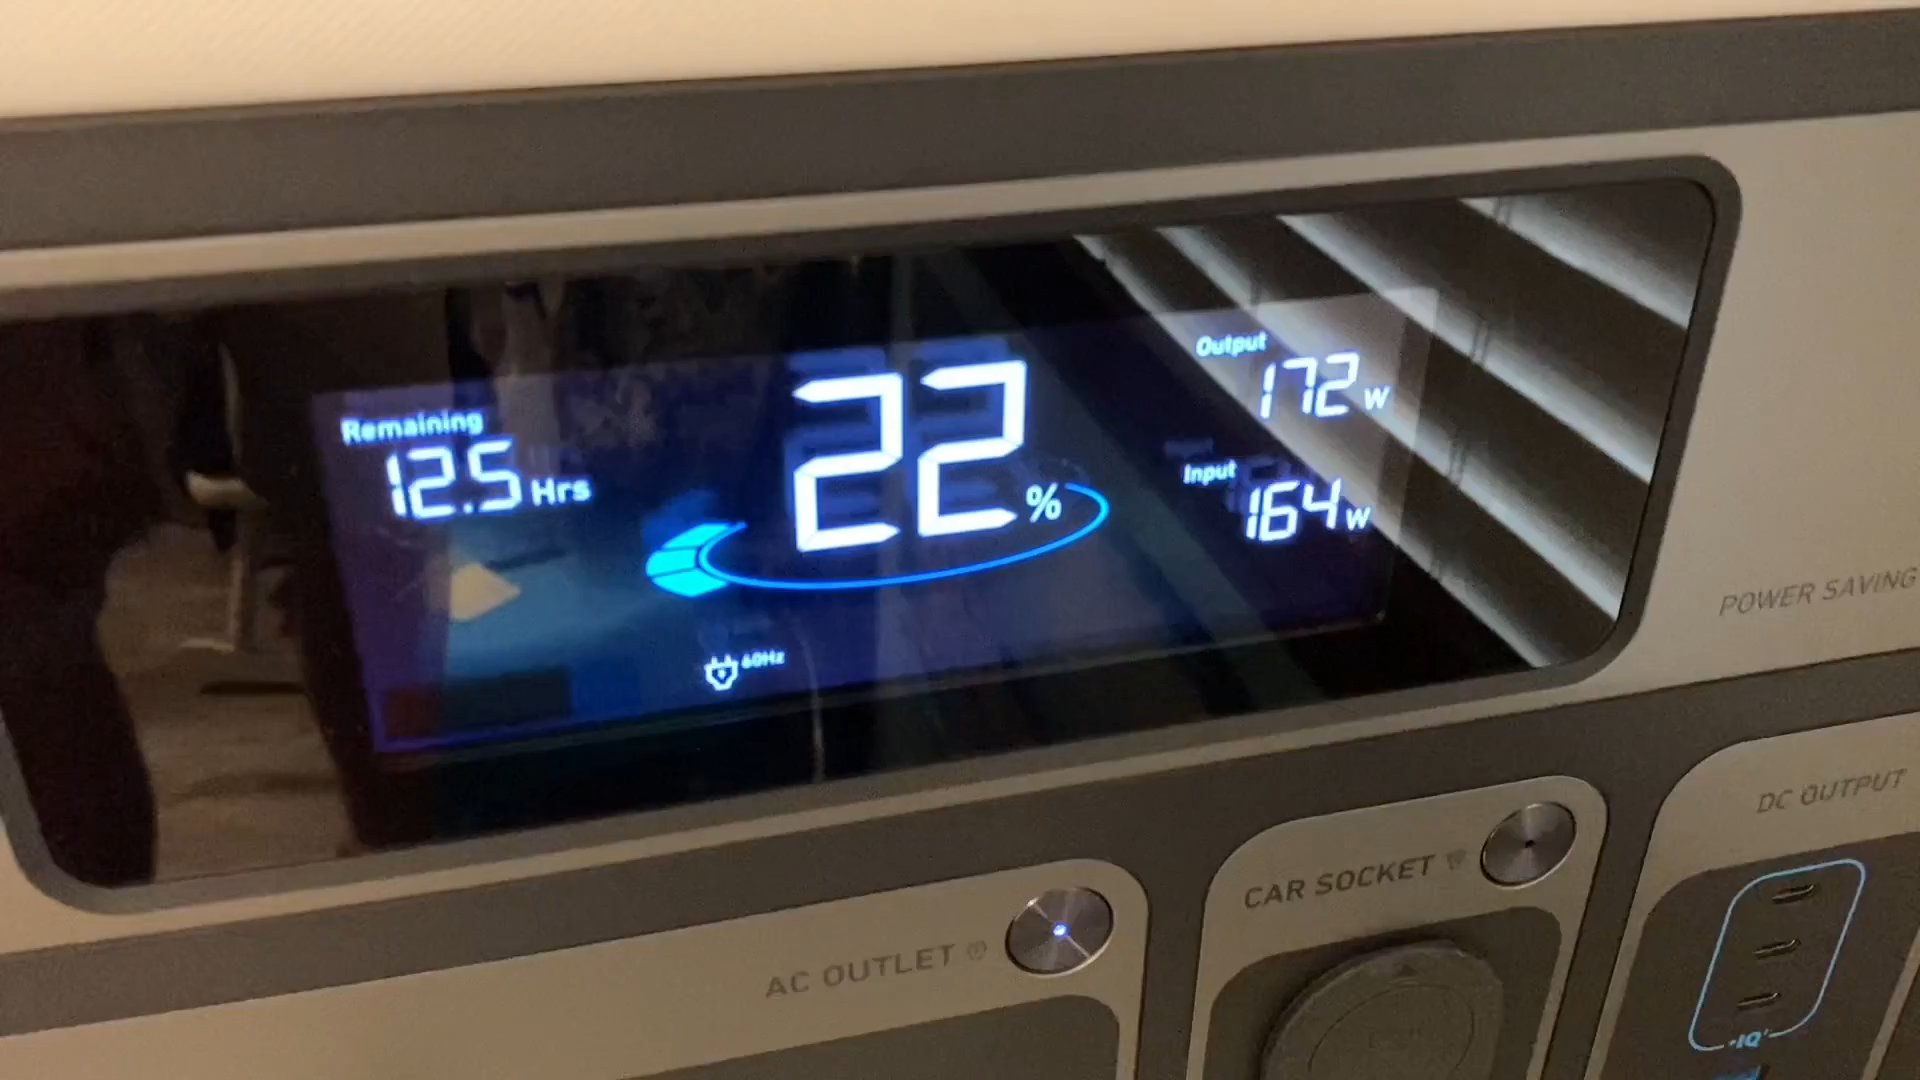 Remaining
12.5 Hrs
22 %
Output
172 w
Input
164 w
60Hz
POWER SAVING
AC OUTLET
CAR SOCKET
DC OUTPUT
IQ